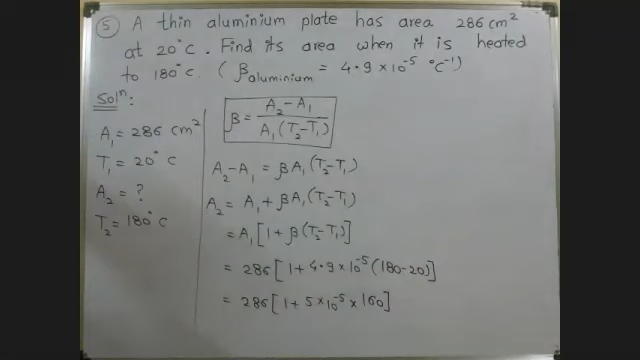 ⑤ A thin aluminium plate has area 286 cm²
at 20°C. Find its area when it is heated
to 180°C. (β aluminium = 4.9 × 10⁻⁵ °C⁻¹)
Solⁿ:
A₁ = 286 cm²
T₁ = 20°C
A₂ = ?
T₂ = 180°C
β = (A₂ − A₁) / (A₁(T₂ − T₁))
A₂ − A₁ = βA₁(T₂ − T₁)
A₂ = A₁ + βA₁(T₂ − T₁)
= A₁[1 + β(T₂ − T₁)]
= 286[1 + 4.9 × 10⁻⁵(180 − 20)]
= 286[1 + 5 × 10⁻⁵ × 160]